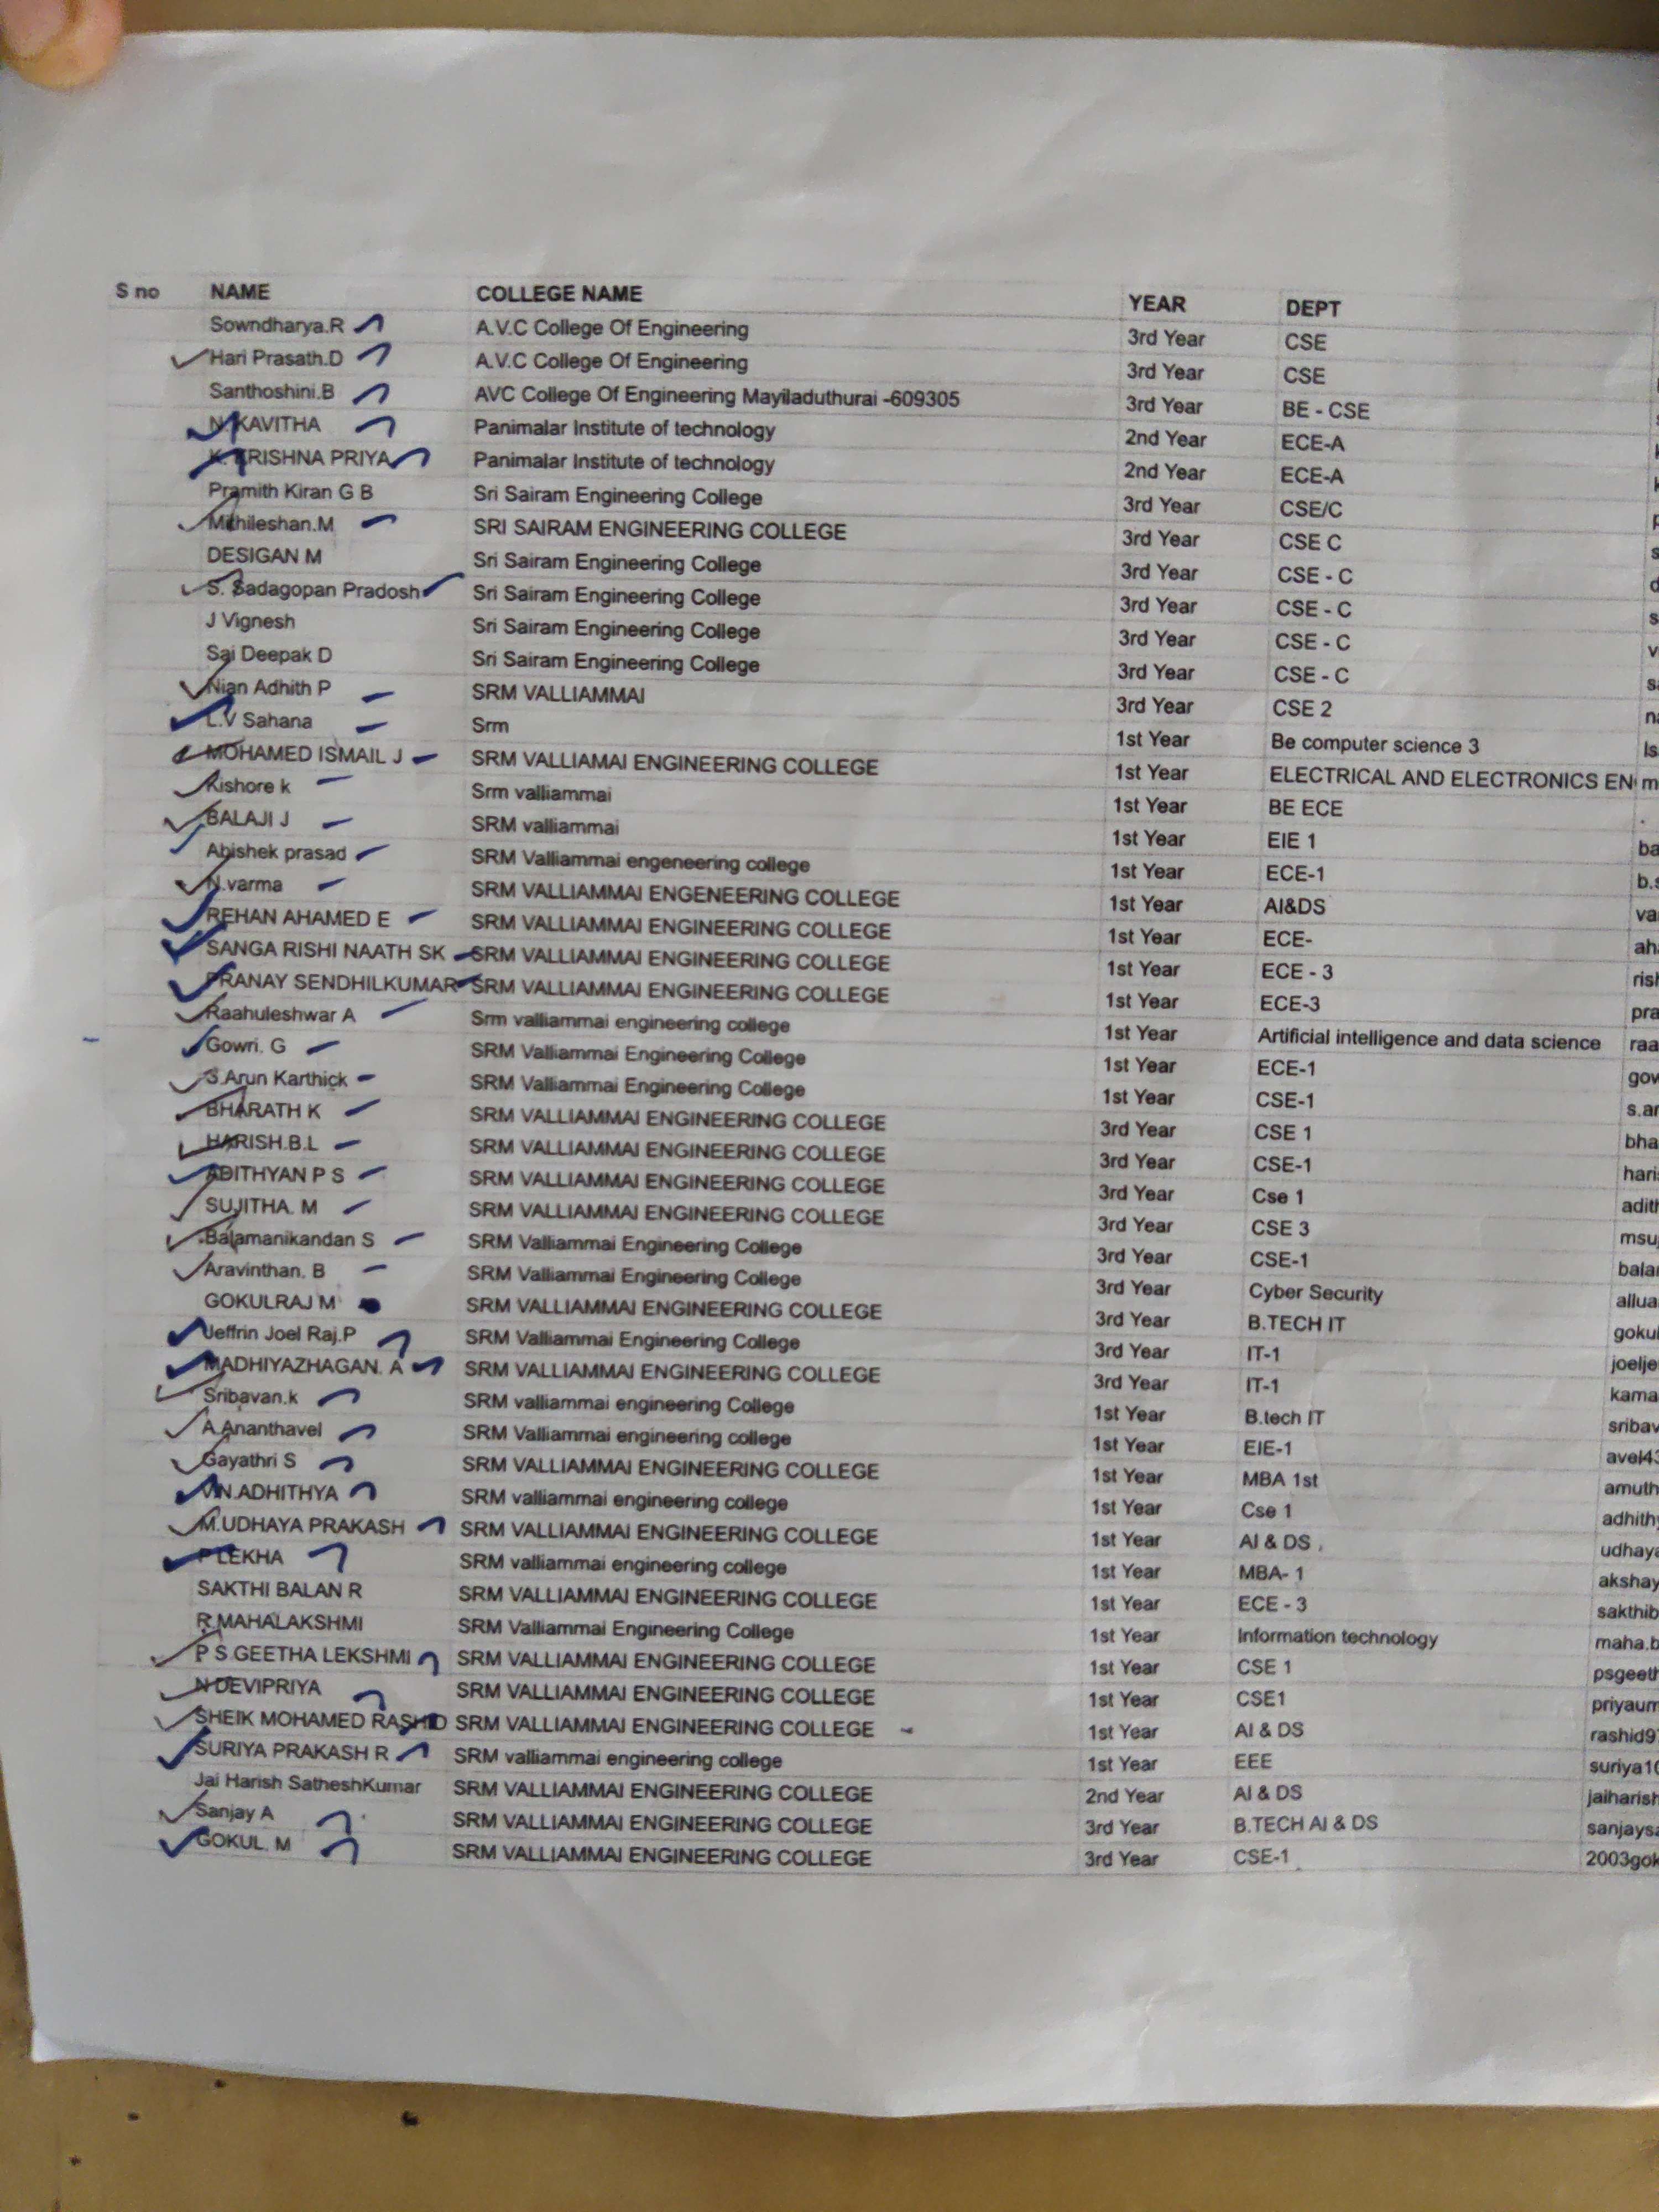 S no NAME COLLEGE NAME YEAR DEPT
Sowndharya.R A.V.C College Of Engineering 3rd Year CSE
Hari Prasath.D A.V.C College Of Engineering 3rd Year CSE
Santhoshini.B AVC College Of Engineering Mayiladuthurai -609305 3rd Year BE - CSE
N. KAVITHA Panimalar Institute of technology 2nd Year ECE-A
K. KRISHNA PRIYA Panimalar Institute of technology 2nd Year ECE-A
Pramith Kiran G B Sri Sairam Engineering College 3rd Year CSE/C
Mithileshan.M SRI SAIRAM ENGINEERING COLLEGE 3rd Year CSE C
DESIGAN M Sri Sairam Engineering College 3rd Year CSE - C
S. Sadagopan Pradosh Sri Sairam Engineering College 3rd Year CSE - C
J Vignesh Sri Sairam Engineering College 3rd Year CSE - C
Sai Deepak D Sri Sairam Engineering College 3rd Year CSE - C
Nian Adhith P SRM VALLIAMMAI 3rd Year CSE 2
L.V Sahana Srm 1st Year Be computer science 3
MOHAMED ISMAIL J SRM VALLIAMAI ENGINEERING COLLEGE 1st Year ELECTRICAL AND ELECTRONICS EN m
Kishore k Srm valliammai 1st Year BE ECE
BALAJI J SRM valliammai 1st Year EIE 1 ba
Abishek prasad SRM Valliammai engeneering college 1st Year ECE-1 b.s
N.varma SRM VALLIAMMAI ENGENEERING COLLEGE 1st Year AI&DS va
REHAN AHAMED E SRM VALLIAMMAI ENGINEERING COLLEGE 1st Year ECE- ah
SANGA RISHI NAATH SK SRM VALLIAMMAI ENGINEERING COLLEGE 1st Year ECE - 3 rish
PRANAY SENDHILKUMAR SRM VALLIAMMAI ENGINEERING COLLEGE 1st Year ECE-3 pra
Raahuleshwar A Srm valliammai engineering college 1st Year Artificial intelligence and data science raa
Gowri. G SRM Valliammai Engineering College 1st Year ECE-1 gov
S.Arun Karthick SRM Valliammai Engineering College 1st Year CSE-1 s.ar
BHARATH K SRM VALLIAMMAI ENGINEERING COLLEGE 3rd Year CSE 1 bha
HARISH.B.L SRM VALLIAMMAI ENGINEERING COLLEGE 3rd Year CSE-1 hari
ADITHYAN P S SRM VALLIAMMAI ENGINEERING COLLEGE 3rd Year Cse 1 adith
SUJITHA. M SRM VALLIAMMAI ENGINEERING COLLEGE 3rd Year CSE 3 msuj
Balamanikandan S SRM Valliammai Engineering College 3rd Year CSE-1 balar
Aravinthan. B SRM Valliammai Engineering College 3rd Year Cyber Security allua
GOKULRAJ M SRM VALLIAMMAI ENGINEERING COLLEGE 3rd Year B.TECH IT gokul
Jeffrin Joel Raj.P SRM Valliammai Engineering College 3rd Year IT-1 joelje
MADHIYAZHAGAN. A SRM VALLIAMMAI ENGINEERING COLLEGE 3rd Year IT-1 kama
Sribavan.k SRM valliammai engineering College 1st Year B.tech IT sribav
A.Ananthavel SRM Valliammai engineering college 1st Year EIE-1 avel43
Gayathri S SRM VALLIAMMAI ENGINEERING COLLEGE 1st Year MBA 1st amuth
V.N.ADHITHYA SRM valliammai engineering college 1st Year Cse 1 adhithy
M.UDHAYA PRAKASH SRM VALLIAMMAI ENGINEERING COLLEGE 1st Year AI & DS . udhaya
P LEKHA SRM valliammai engineering college 1st Year MBA- 1 akshay
SAKTHI BALAN R SRM VALLIAMMAI ENGINEERING COLLEGE 1st Year ECE - 3 sakthib
R.MAHALAKSHMI SRM Valliammai Engineering College 1st Year Information technology maha.b
P S.GEETHA LEKSHMI SRM VALLIAMMAI ENGINEERING COLLEGE 1st Year CSE 1 psgeeth
N DEVIPRIYA SRM VALLIAMMAI ENGINEERING COLLEGE 1st Year CSE1 priyaum
SHEIK MOHAMED RASHID SRM VALLIAMMAI ENGINEERING COLLEGE 1st Year AI & DS rashid9
SURIYA PRAKASH R SRM valliammai engineering college 1st Year EEE suriya10
Jai Harish SatheshKumar SRM VALLIAMMAI ENGINEERING COLLEGE 2nd Year AI & DS jaiharish
Sanjay A SRM VALLIAMMAI ENGINEERING COLLEGE 3rd Year B.TECH AI & DS sanjaysa
GOKUL. M SRM VALLIAMMAI ENGINEERING COLLEGE 3rd Year CSE-1 2003gok